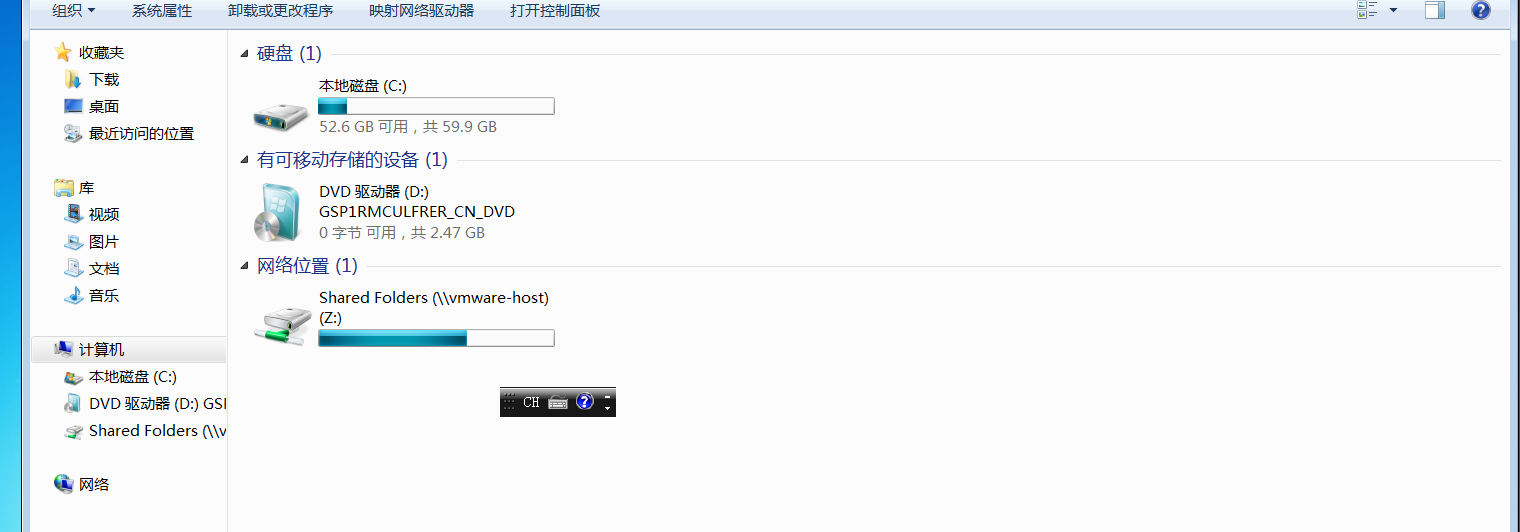 组织 系统属性 卸载或更改程序 映射网络驱动器 打开控制面板
收藏夹
下载
桌面
最近访问的位置
库
视频
图片
文档
音乐
计算机
本地磁盘 (C:)
DVD 驱动器 (D:) GSI
Shared Folders (\\v
网络
硬盘 (1)
本地磁盘 (C:)
52.6 GB 可用，共 59.9 GB
有可移动存储的设备 (1)
DVD 驱动器 (D:)
GSP1RMCULFRER_CN_DVD
0 字节 可用，共 2.47 GB
网络位置 (1)
Shared Folders (\\vmware-host)
(Z:)
CH